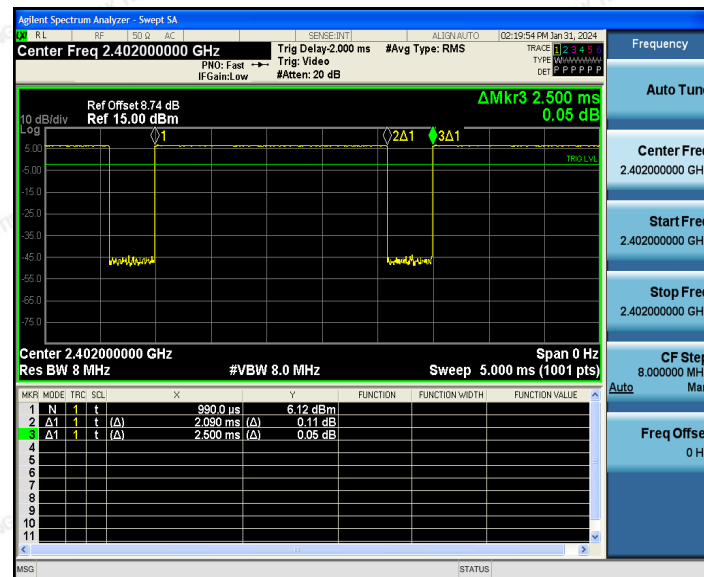 Agilent Spectrum Analyzer - Swept SA
RL RF 50 Ω AC SENSE:INT ALIGNAUTO 02:19:54 PM Jan 31, 2024
Center Freq 2.402000000 GHz
PNO: Fast
IFGain:Low
Trig Delay-2.000 ms
Trig: Video
#Atten: 20 dB
#Avg Type: RMS
TRACE 1 2 3 4 5 6
TYPE WWWWWW
DET P P P P P P
Ref Offset 8.74 dB
Ref 15.00 dBm
10 dB/div
Log
ΔMkr3 2.500 ms
0.05 dB
1
2Δ1
3Δ1
TRIG LVL
5.00
-5.00
-15.0
-25.0
-35.0
-45.0
-55.0
-65.0
-75.0
Center 2.402000000 GHz
Span 0 Hz
Res BW 8 MHz
#VBW 8.0 MHz
Sweep 5.000 ms (1001 pts)
MKR MODE TRC SCL X Y FUNCTION FUNCTION WIDTH FUNCTION VALUE
1 N 1 t 990.0 µs 6.12 dBm
2 Δ1 1 t (Δ) 2.090 ms (Δ) 0.11 dB
3 Δ1 1 t (Δ) 2.500 ms (Δ) 0.05 dB
4
5
6
7
8
9
10
11
MSG
STATUS
Frequency
Auto Tun
Center Fre
2.402000000 GH
Start Fre
2.402000000 GH
Stop Fre
2.402000000 GH
CF Step
8.000000 MH
Auto Ma
Freq Offse
0 H